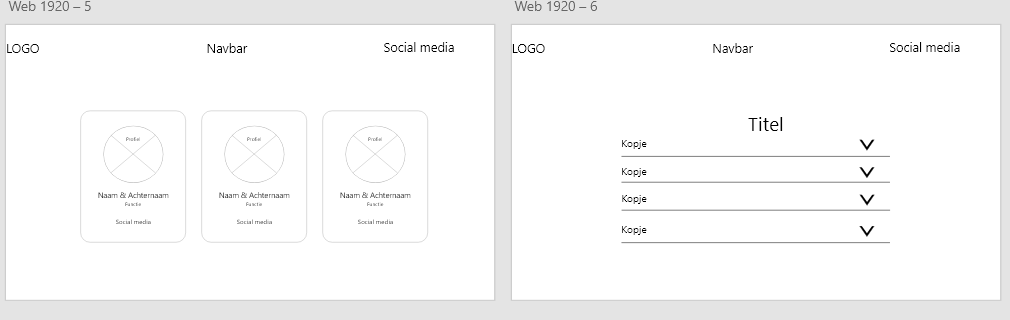 Web 1920 – 5
LOGO Navbar Social media
Profiel Profiel Profiel
Naam & Achternaam Naam & Achternaam Naam & Achternaam
Functie Functie Functie
Social media Social media Social media
Web 1920 – 6
LOGO Navbar Social media
Titel
Kopje
Kopje
Kopje
Kopje